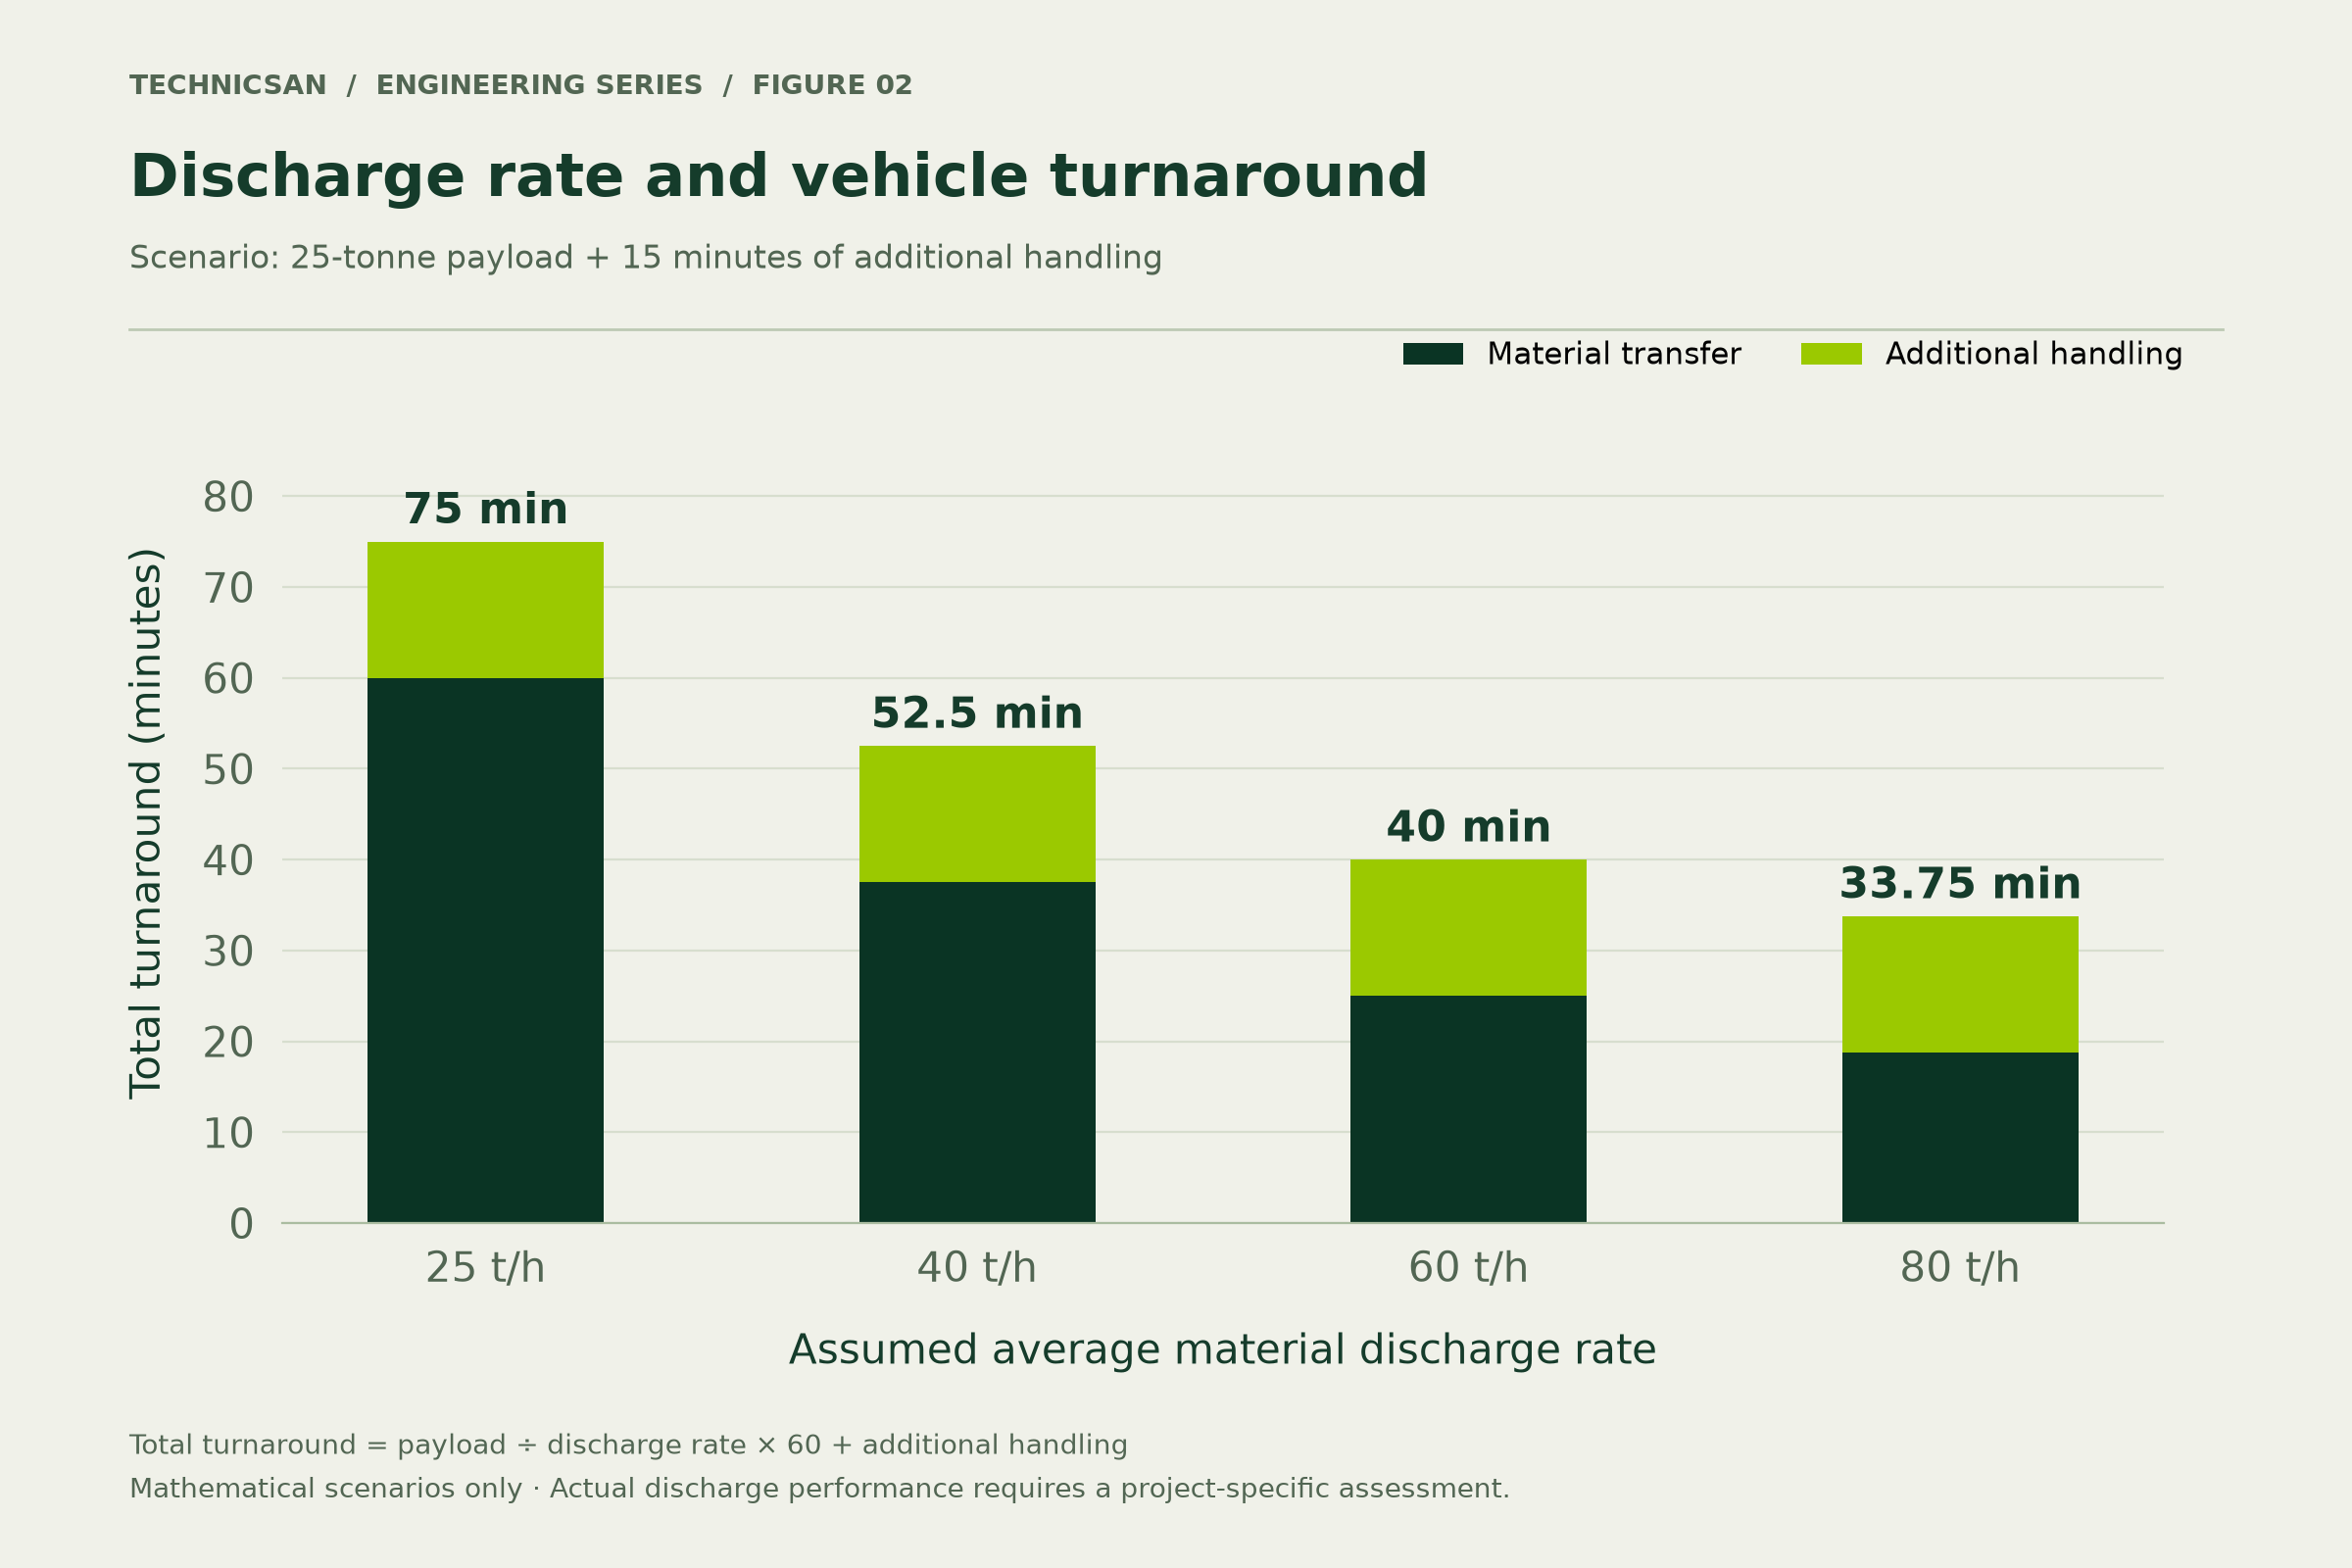 TECHNICSAN / ENGINEERING SERIES / FIGURE 02
Discharge rate and vehicle turnaround
Scenario: 25-tonne payload + 15 minutes of additional handling
Material transfer
Additional handling
Total turnaround (minutes)
80
70
60
50
40
30
20
10
0
75 min
52.5 min
40 min
33.75 min
25 t/h
40 t/h
60 t/h
80 t/h
Assumed average material discharge rate
Total turnaround = payload ÷ discharge rate × 60 + additional handling
Mathematical scenarios only · Actual discharge performance requires a project-specific assessment.